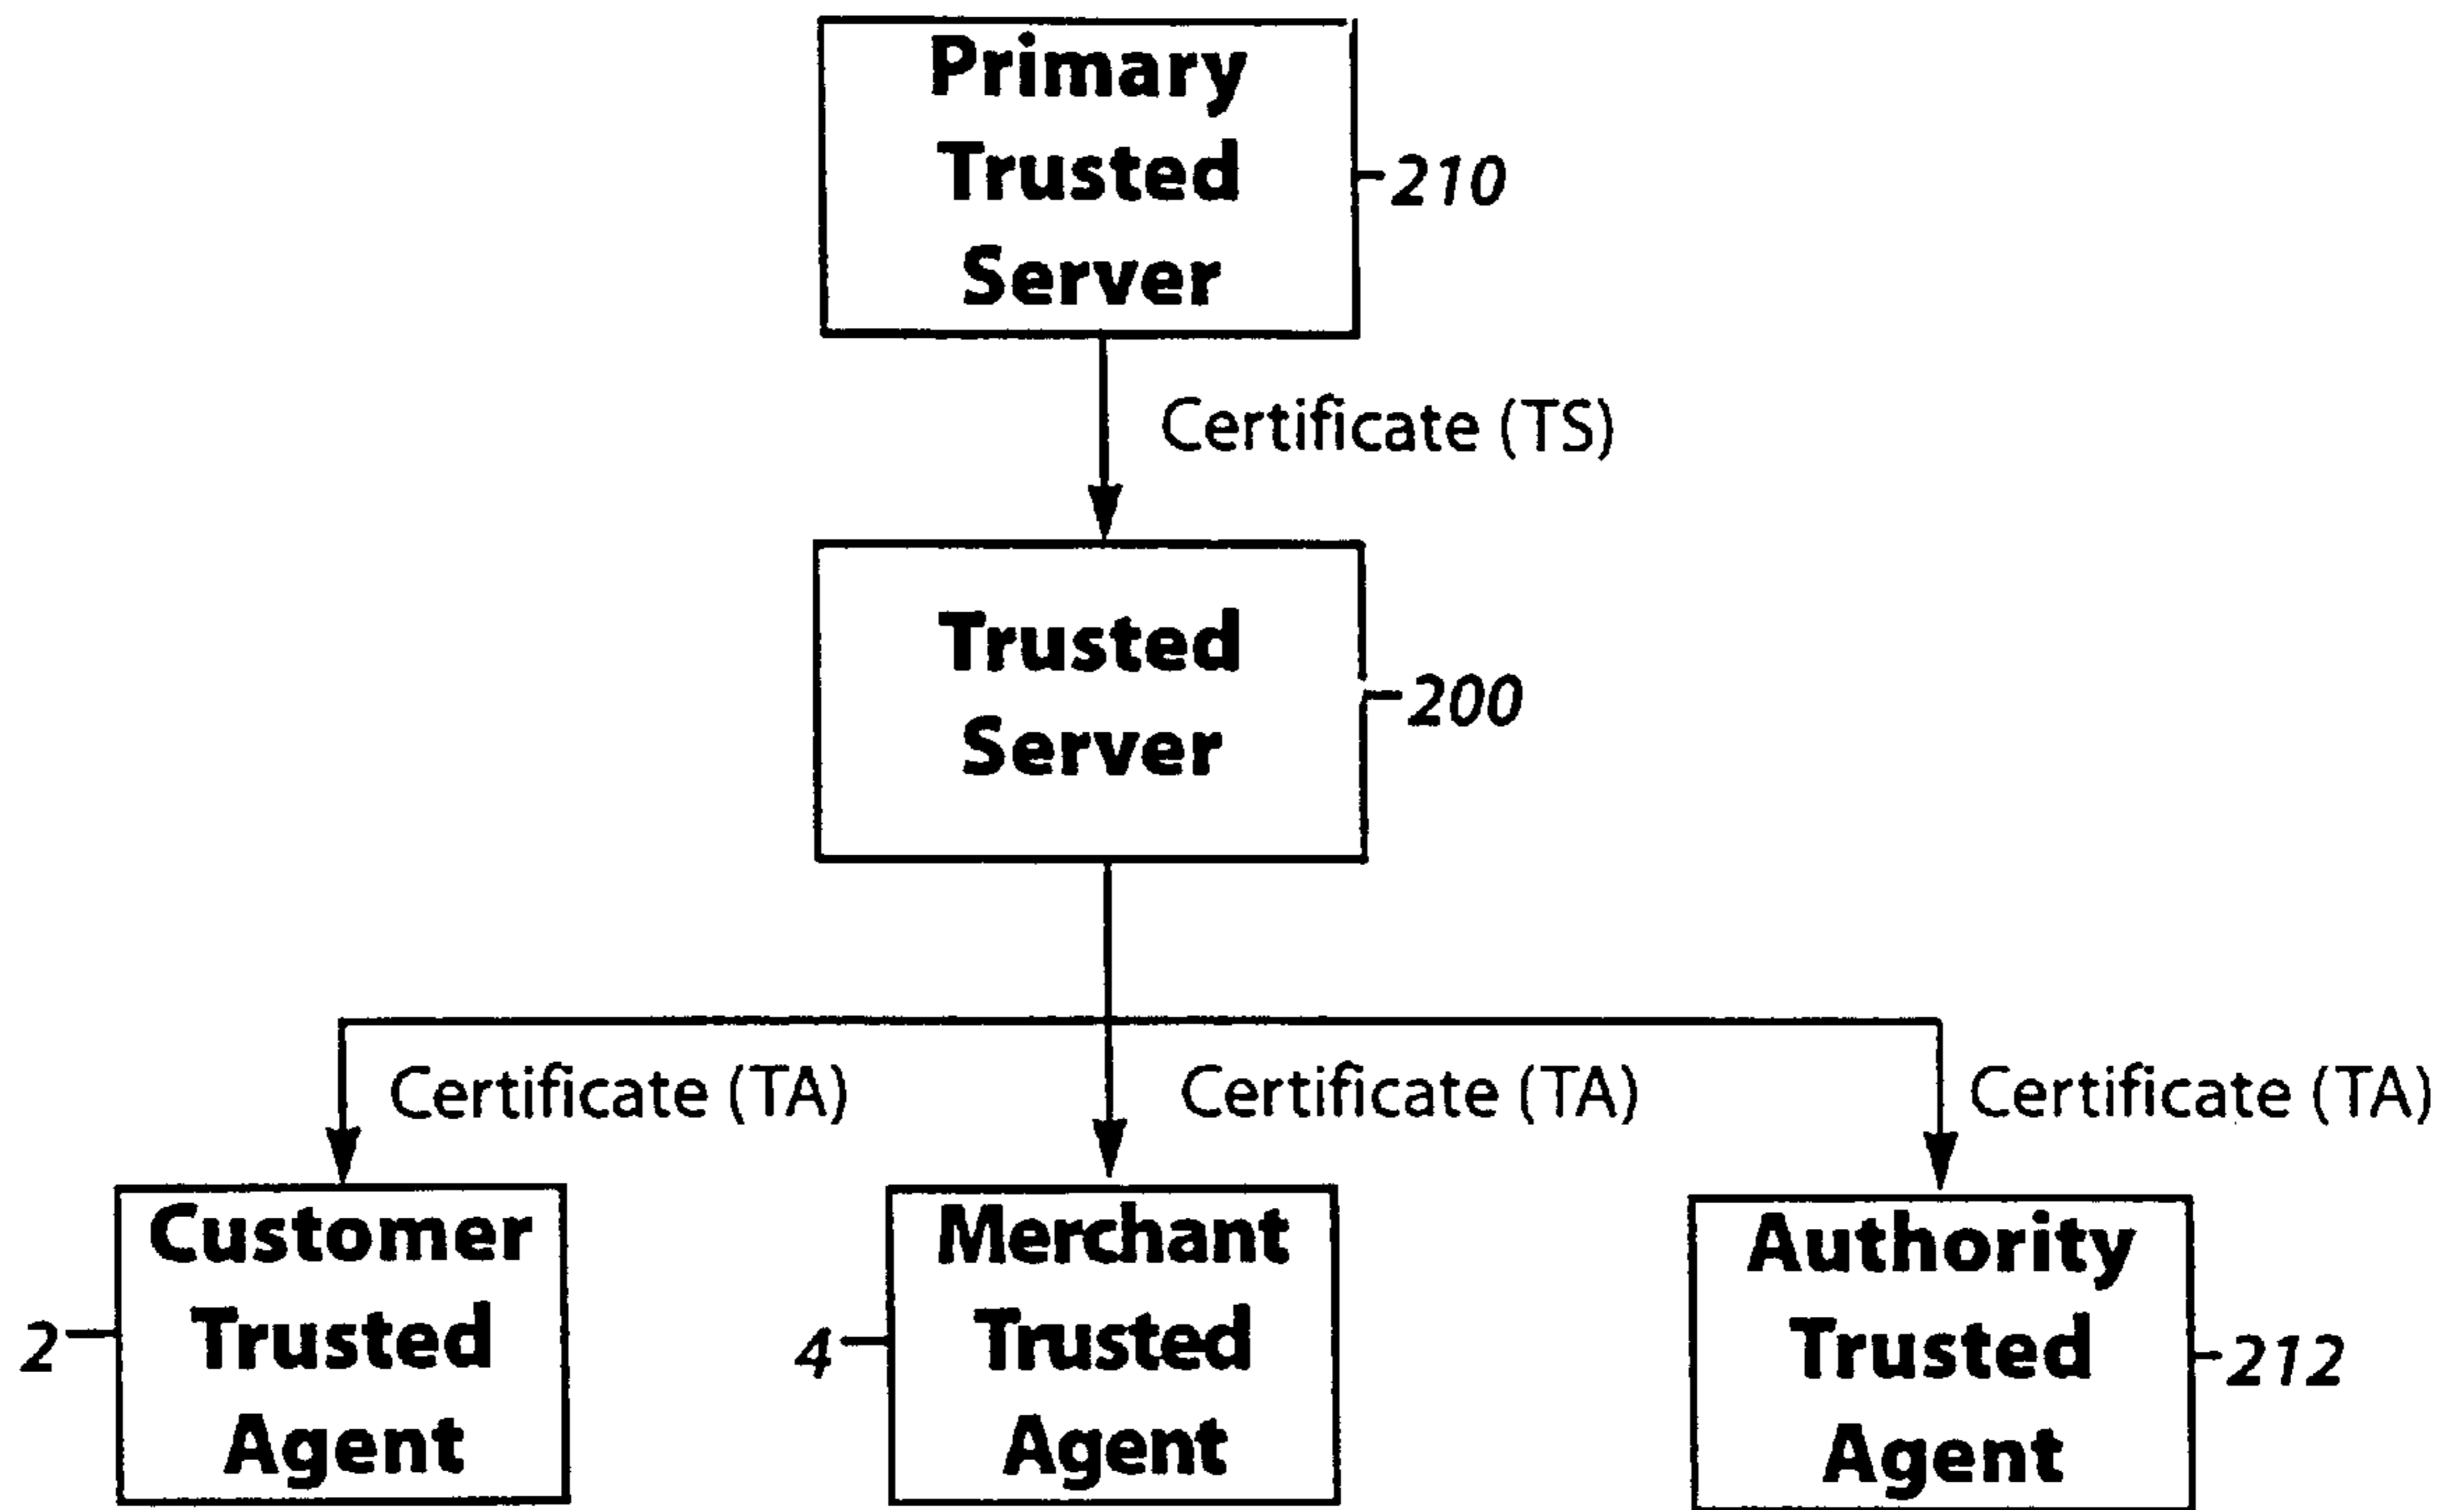 Primary
Trusted
Server
210
Certificate (TS)
Trusted
Server
200
Certificate (TA)
Certificate (TA)
Certificate (TA)
Customer
Trusted
Agent
2
Merchant
Trusted
Agent
4
Authority
Trusted
Agent
212